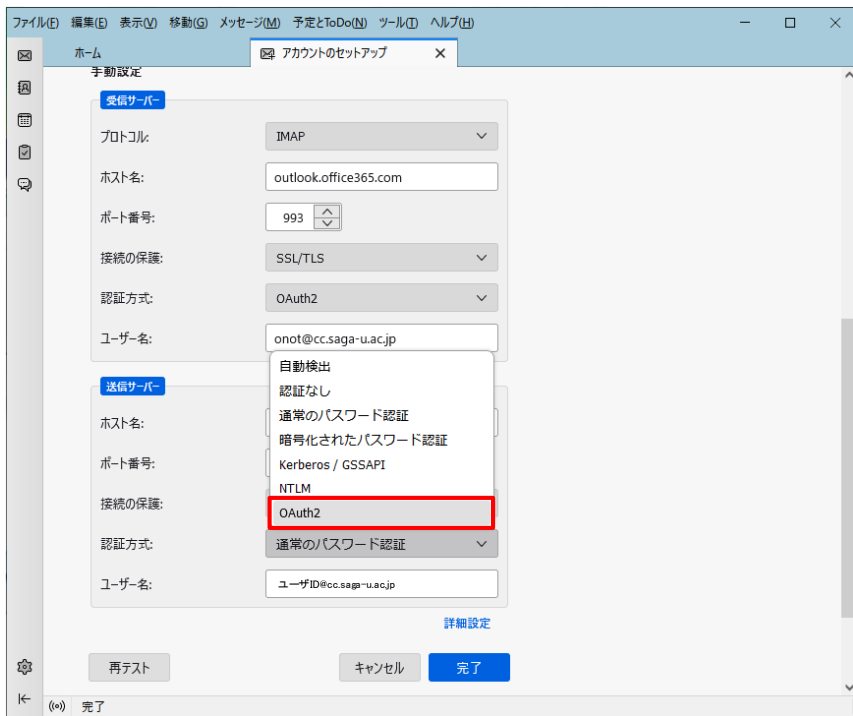 ファイル(F) 編集(E) 表示(V) 移動(G) メッセージ(M) 予定とToDo(N) ツール(T) ヘルプ(H)
ホーム アカウントのセットアップ
手動設定
受信サーバー
プロトコル: IMAP
ホスト名: outlook.office365.com
ポート番号: 993
接続の保護: SSL/TLS
認証方式: OAuth2
ユーザー名: onot@cc.saga-u.ac.jp
自動検出
送信サーバー
認証なし
通常のパスワード認証
ホスト名:
暗号化されたパスワード認証
ポート番号: Kerberos / GSSAPI
NTLM
接続の保護:
OAuth2
認証方式: 通常のパスワード認証
ユーザー名: ユーザID@cc.saga-u.ac.jp
詳細設定
再テスト キャンセル 完了
完了